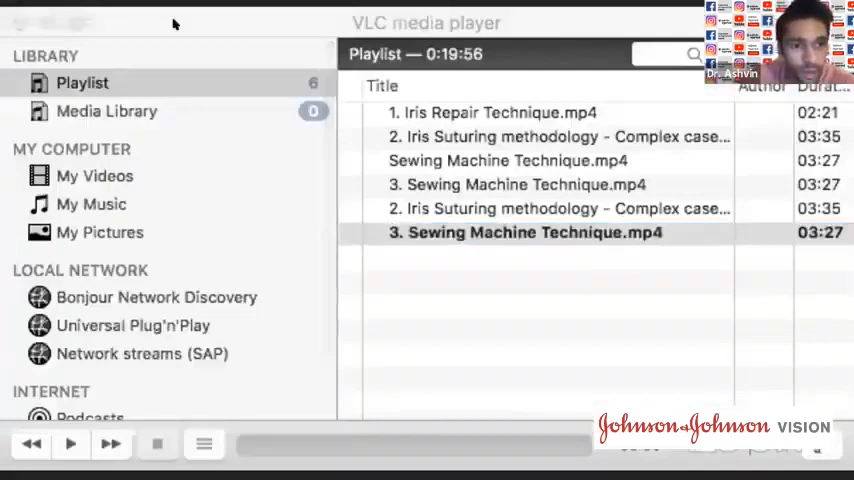 VLC media player
LIBRARY
Playlist 6
Media Library 0
MY COMPUTER
My Videos
My Music
My Pictures
LOCAL NETWORK
Bonjour Network Discovery
Universal Plug'n'Play
Network streams (SAP)
INTERNET
Podcasts
Playlist — 0:19:56
Title Author Durat...
1. Iris Repair Technique.mp4 02:21
2. Iris Suturing methodology - Complex case... 03:35
Sewing Machine Technique.mp4 03:27
3. Sewing Machine Technique.mp4 03:27
2. Iris Suturing methodology - Complex case... 03:35
3. Sewing Machine Technique.mp4 03:27
Dr. Ashvin
Johnson & Johnson VISION